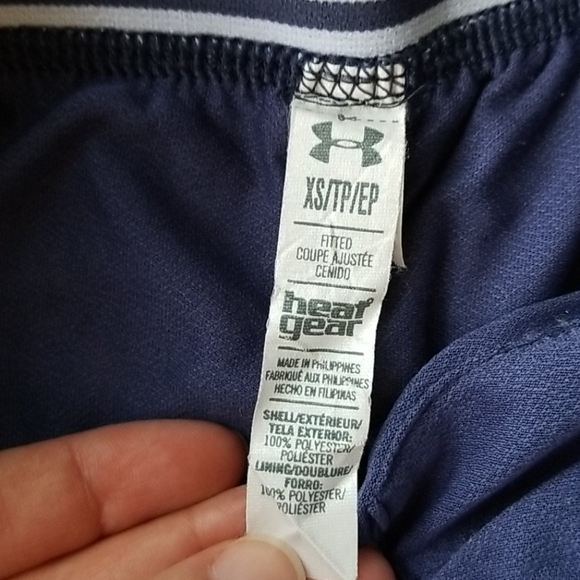 XS/TP/EP
FITTED
COUPE AJUSTÉE
CEÑIDO
heat
gear
MADE IN PHILIPPINES
FABRIQUÉ AUX PHILIPPINES
HECHO EN FILIPINAS
SHELL/EXTÉRIEUR/
TELA EXTERIOR:
100% POLYESTER/
POLIÉSTER
LINING/DOUBLURE/
FORRO:
100% POLYESTER/
POLIÉSTER